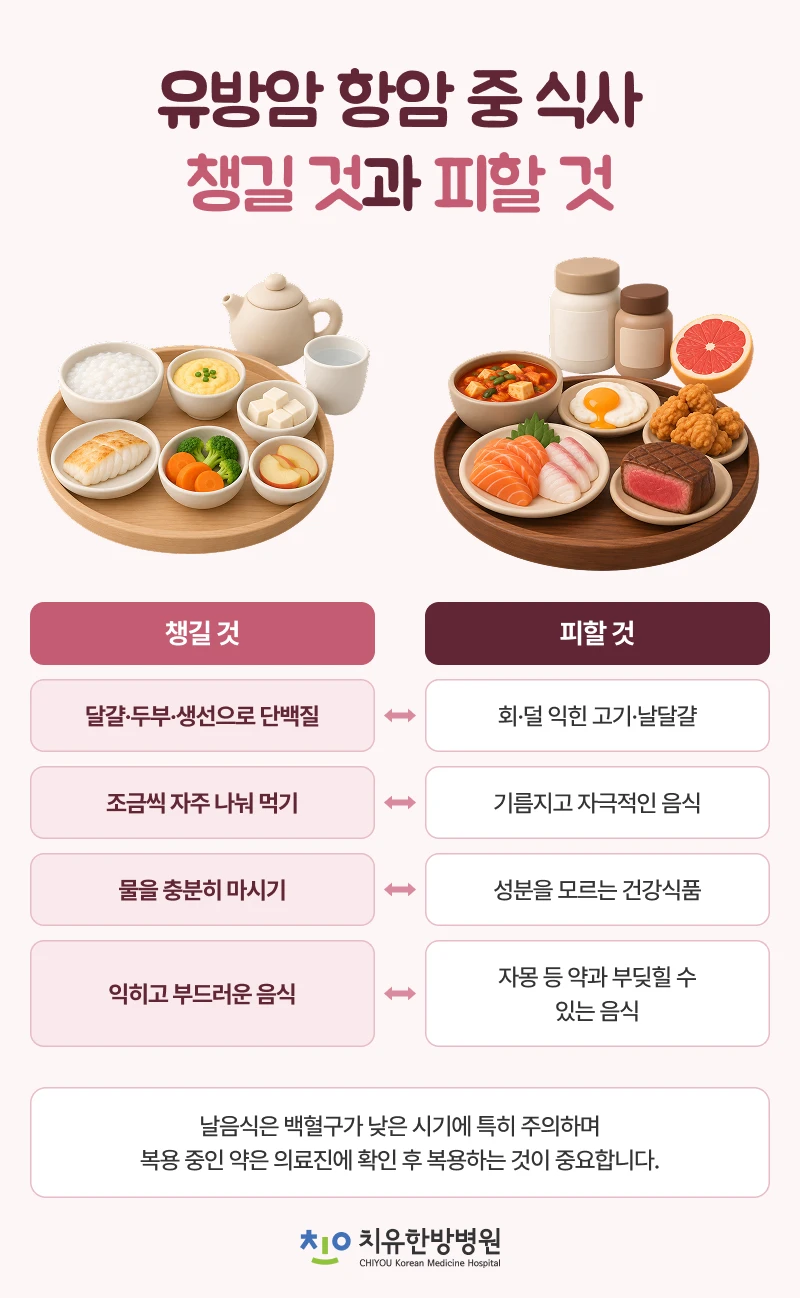 유방암 항암 중 식사
챙길 것과 피할 것
챙길 것
피할 것
달걀·두부·생선으로 단백질
회·덜 익힌 고기·날달걀
조금씩 자주 나눠 먹기
기름지고 자극적인 음식
물을 충분히 마시기
성분을 모르는 건강식품
익히고 부드러운 음식
자몽 등 약과 부딪힐 수
있는 음식
날음식은 백혈구가 낮은 시기에 특히 주의하며
복용 중인 약은 의료진에 확인 후 복용하는 것이 중요합니다.
치유 치유한방병원
CHIYOU Korean Medicine Hospital